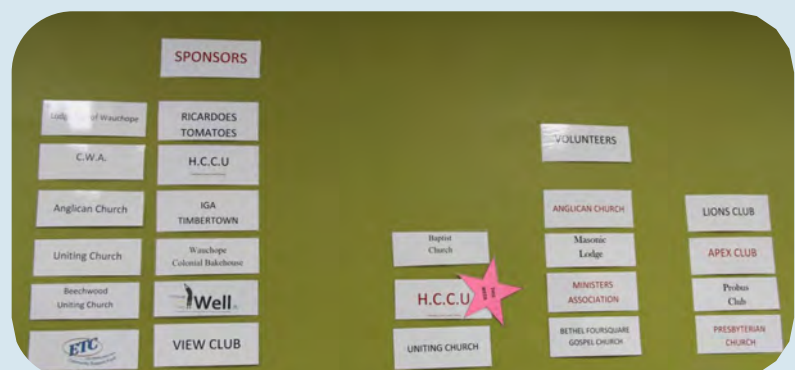 SPONSORS
of Wauchope
C.W.A.
Anglican Church
Uniting Church
Beechwood
Uniting Church
ETC
RICARDOES
TOMATOES
H.C.C.U
IGA
TIMBERTOWN
Wauchope
Colonial Bakehouse
iWell
VIEW CLUB
Baptist
Church
H.C.C.U
UNITING CHURCH
VOLUNTEERS
ANGLICAN CHURCH
Masonic
Lodge
MINISTERS
ASSOCIATION
BETHEL FOURSQUARE
GOSPEL CHURCH
LIONS CLUB
APEX CLUB
Probus
Club
PRESBYTERIAN
CHURCH